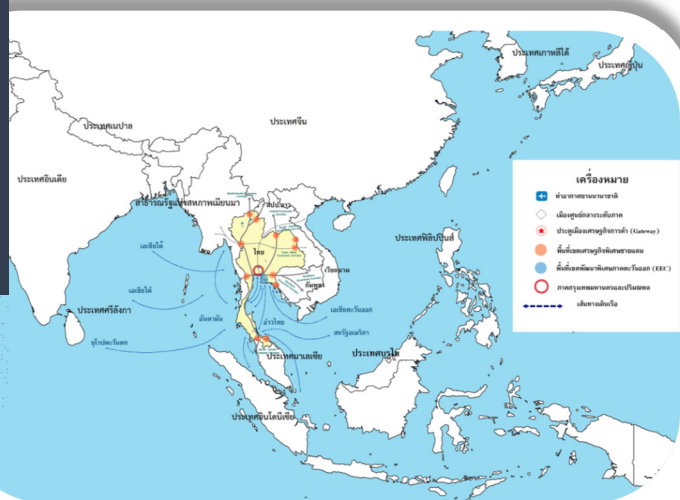 ประเทศเกาหลีใต้
ประเทศญี่ปุ่น
ประเทศจีน
ประเทศเนปาล
ประเทศอินเดีย
สาธารณรัฐแห่งสหภาพเมียนมา
เอเชียใต้
ไทย
เวียดนาม
กัมพูชา
ประเทศฟิลิปปินส์
เอเชียใต้
ประเทศศรีลังกา
อันดามัน
อ่าวไทย
เอเชียตะวันออก
สหรัฐอเมริกา
ยุโรปตะวันตก
ประเทศมาเลเซีย
ประเทศบรูไน
ประเทศอินโดนีเซีย
เครื่องหมาย
ท่าอากาศยานนานาชาติ
เมืองศูนย์กลางระดับภาค
ประตูเมืองเศรษฐกิจการค้า (Gateway)
พื้นที่เขตเศรษฐกิจพิเศษชายแดน
พื้นที่เขตพัฒนาพิเศษภาคตะวันออก (EEC)
ภาคกรุงเทพมหานครและปริมณฑล
เส้นทางเดินเรือ